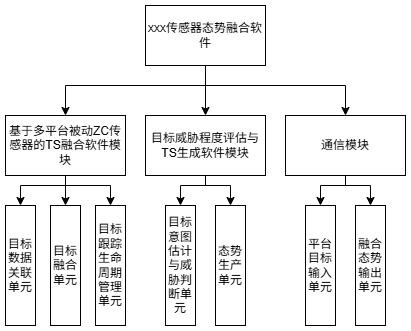 xxx传感器态势融合软
件
基于多平台被动ZC传
感器的TS融合软件模
块
目标威胁程度评估与
TS生成软件模块
通信模块
目标
数据
关联
单元
目标
融合
单元
目标
跟踪
生命
周期
管理
单元
目标
意图
估计
与威
胁判
断单
元
态势
生产
单元
平台
目标
输入
单元
融合
态势
输出
单元